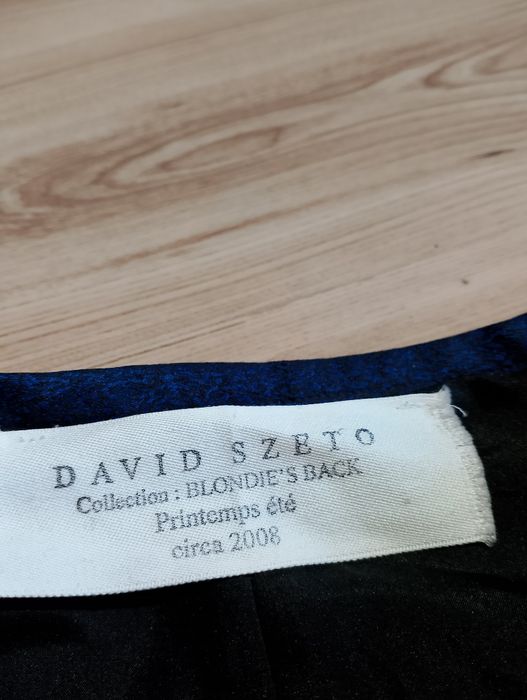 DAVID SZETO
Collection : BLONDIE'S BACK
Printemps été
circa 2008